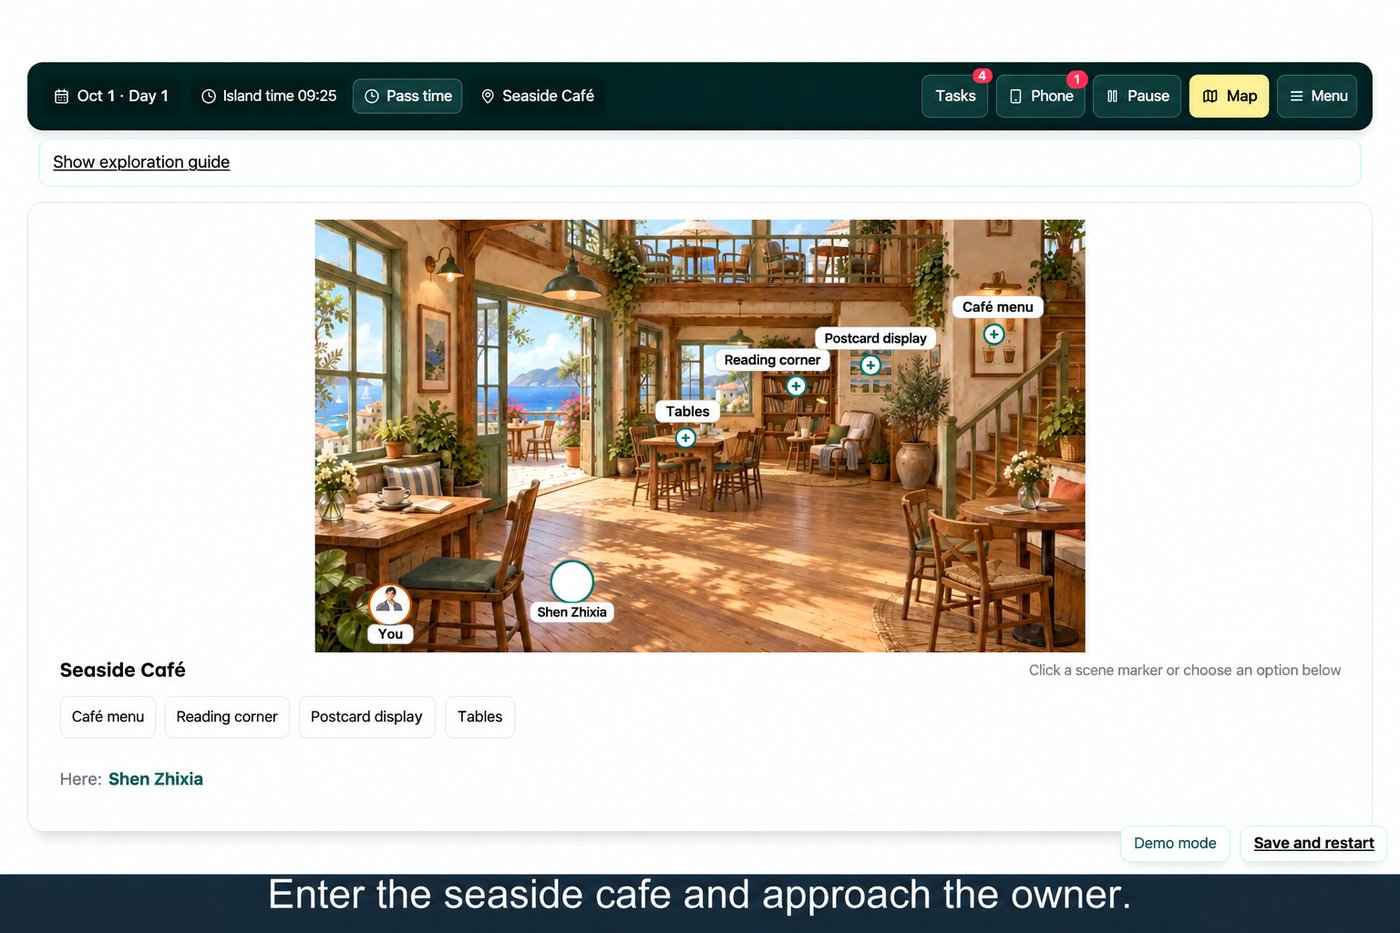 Oct 1 · Day 1
Island time 09:25
Pass time
Seaside Café
Tasks
4
Phone
1
Pause
Map
Menu
Show exploration guide
Café menu
Postcard display
Reading corner
Tables
Shen Zhixia
You
Seaside Café
Click a scene marker or choose an option below
Café menu
Reading corner
Postcard display
Tables
Here: Shen Zhixia
Demo mode
Save and restart
Enter the seaside cafe and approach the owner.